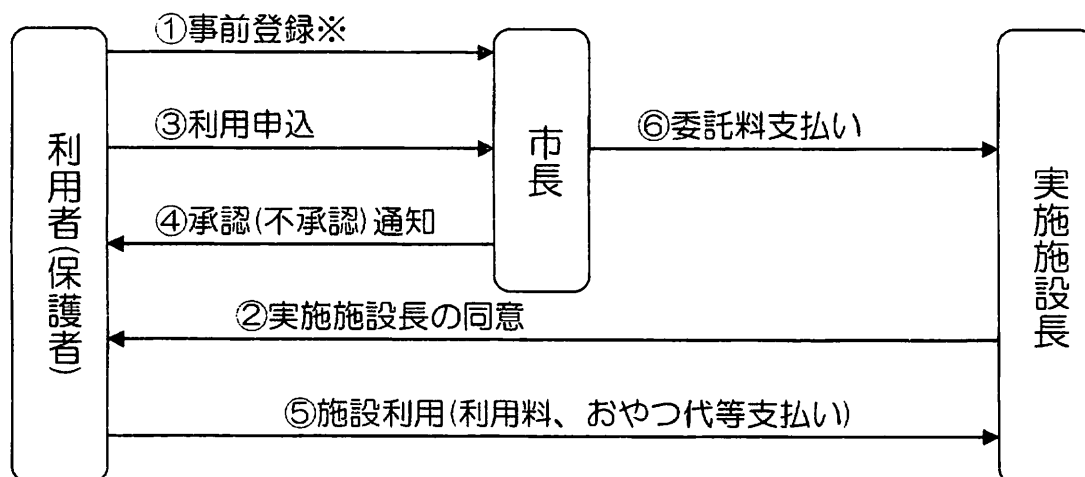 ①事前登録※
③利用申込
⑥委託料支払い
市長
利用者(保護者)
実施施設長
④承認(不承認)通知
②実施施設長の同意
⑤施設利用(利用料、おやつ代等支払い)